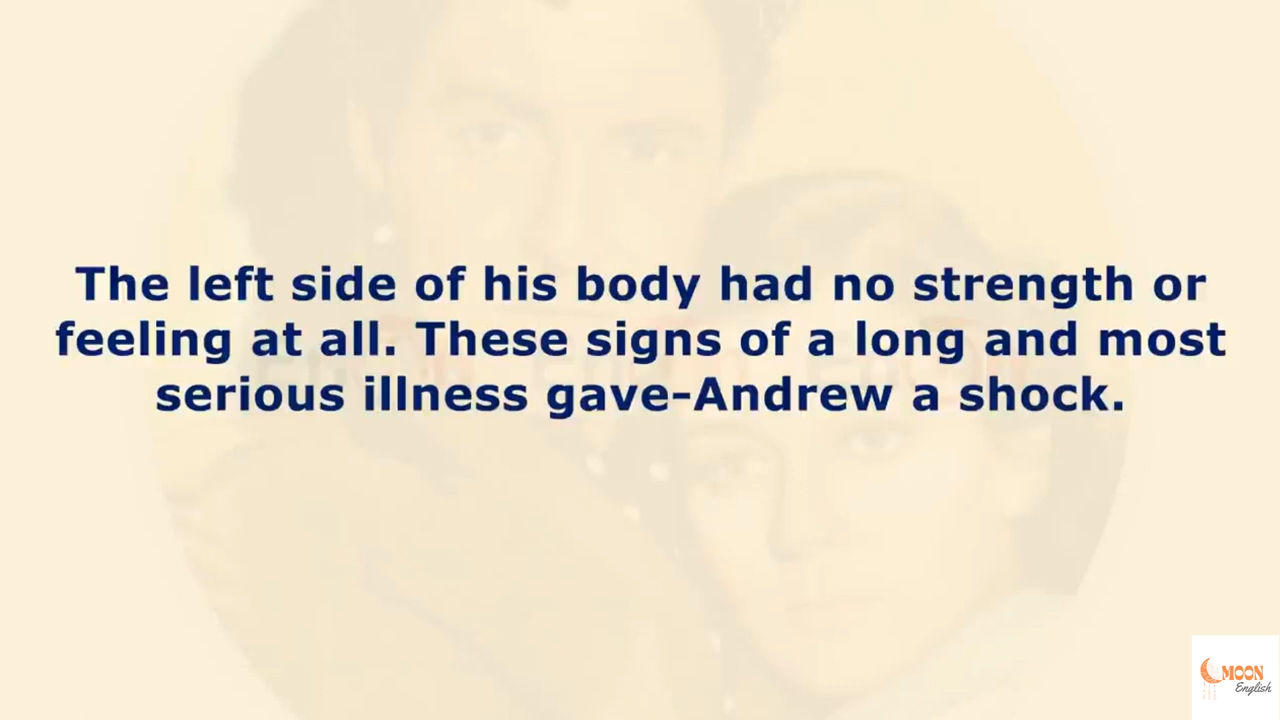 The left side of his body had no strength or
feeling at all. These signs of a long and most
serious illness gave-Andrew a shock.
MOON
English